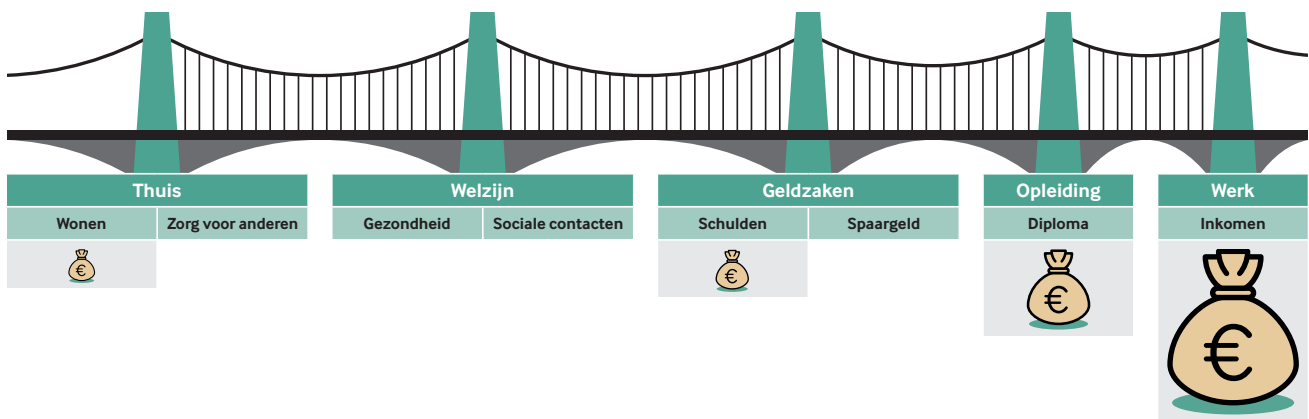 Thuis Welzijn Geldzaken Opleiding Werk
Wonen Zorg voor anderen Gezondheid Sociale contacten Schulden Spaargeld Diploma Inkomen
€ € € €